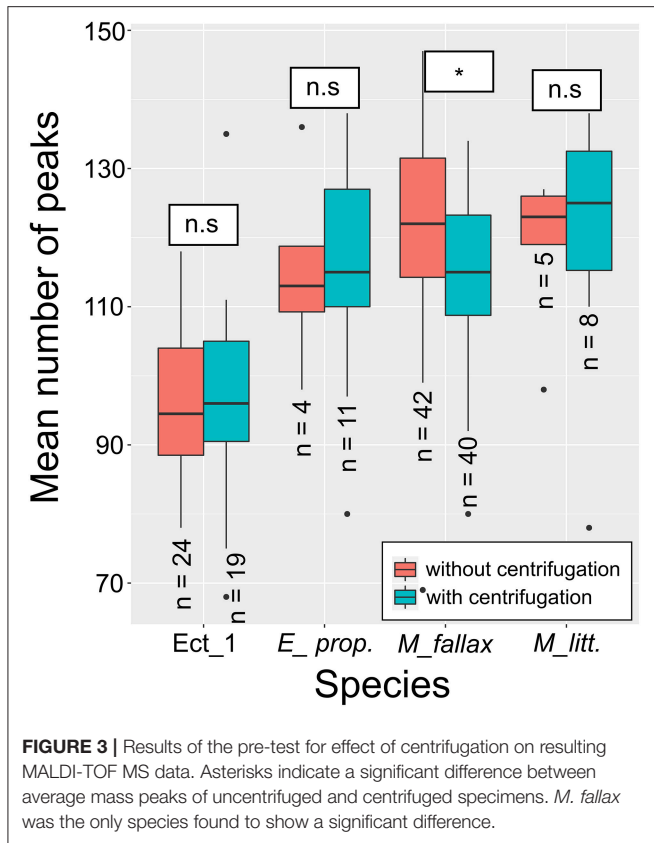 150
130
110
90
70
Mean number of peaks
n.s
n.s
*
n.s
n = 24
n = 19
n = 4
n = 11
n = 42
n = 40
n = 5
n = 8
without centrifugation
with centrifugation
Ect_1
E_ prop.
M_fallax
M_litt.
Species
FIGURE 3 | Results of the pre-test for effect of centrifugation on resulting
MALDI-TOF MS data. Asterisks indicate a significant difference between
average mass peaks of uncentrifuged and centrifuged specimens. M. fallax
was the only species found to show a significant difference.